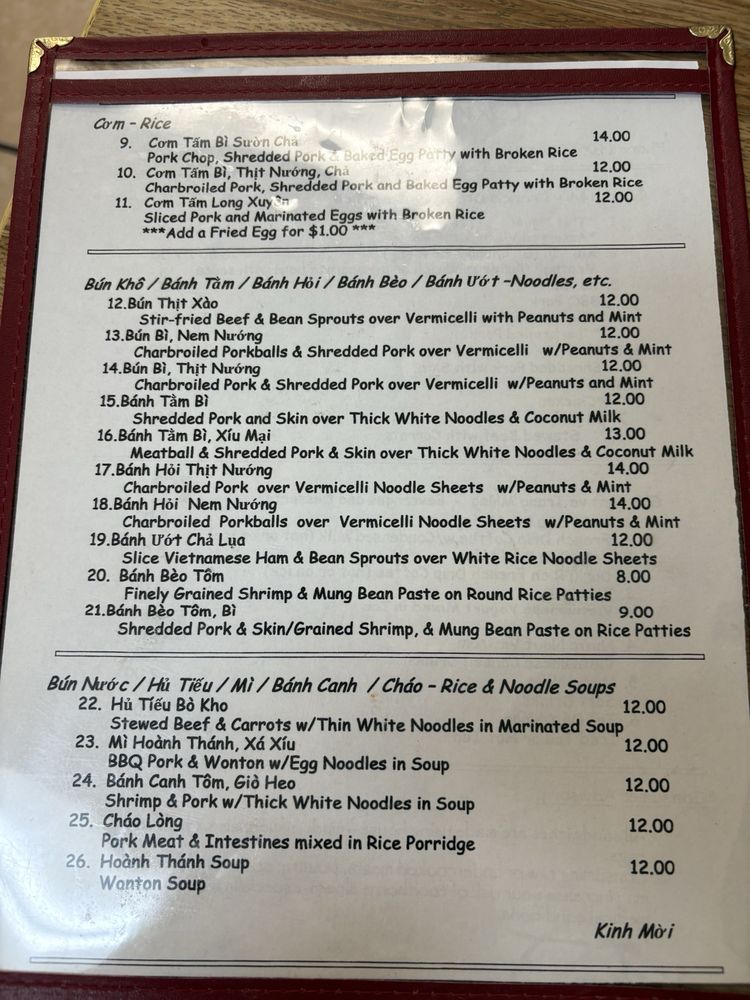 Cơm - Rice
9. Cơm Tấm Bì Sườn Chả 14.00
Pork Chop, Shredded Pork & Baked Egg Patty with Broken Rice
10. Cơm Tấm Bì, Thịt Nướng, Chả 12.00
Charbroiled Pork, Shredded Pork and Baked Egg Patty with Broken Rice
11. Cơm Tấm Long Xuyên 12.00
Sliced Pork and Marinated Eggs with Broken Rice
***Add a Fried Egg for $1.00 ***
Bún Khô / Bánh Tằm / Bánh Hỏi / Bánh Bèo / Bánh Ướt -Noodles, etc.
12.Bún Thịt Xào 12.00
Stir-fried Beef & Bean Sprouts over Vermicelli with Peanuts and Mint
13.Bún Bì, Nem Nướng 12.00
Charbroiled Porkballs & Shredded Pork over Vermicelli w/Peanuts & Mint
14.Bún Bì, Thịt Nướng 12.00
Charbroiled Pork & Shredded Pork over Vermicelli w/Peanuts and Mint
15.Bánh Tằm Bì 12.00
Shredded Pork and Skin over Thick White Noodles & Coconut Milk
16.Bánh Tằm Bì, Xíu Mại 13.00
Meatball & Shredded Pork & Skin over Thick White Noodles & Coconut Milk
17.Bánh Hỏi Thịt Nướng 14.00
Charbroiled Pork over Vermicelli Noodle Sheets w/Peanuts & Mint
18.Bánh Hỏi Nem Nướng 14.00
Charbroiled Porkballs over Vermicelli Noodle Sheets w/Peanuts & Mint
19.Bánh Ướt Chả Lụa 12.00
Slice Vietnamese Ham & Bean Sprouts over White Rice Noodle Sheets
20. Bánh Bèo Tôm 8.00
Finely Grained Shrimp & Mung Bean Paste on Round Rice Patties
21.Bánh Bèo Tôm, Bì 9.00
Shredded Pork & Skin/Grained Shrimp, & Mung Bean Paste on Rice Patties
Bún Nước / Hủ Tiếu / Mì / Bánh Canh / Cháo - Rice & Noodle Soups
22. Hủ Tíếu Bò Kho 12.00
Stewed Beef & Carrots w/Thin White Noodles in Marinated Soup
23. Mì Hoành Thánh, Xá Xíu 12.00
BBQ Pork & Wonton w/Egg Noodles in Soup
24. Bánh Canh Tôm, Giò Heo 12.00
Shrimp & Pork w/Thick White Noodles in Soup
25. Cháo Lòng 12.00
Pork Meat & Intestines mixed in Rice Porridge
26. Hoành Thánh Soup 12.00
Wonton Soup
Kinh Mời